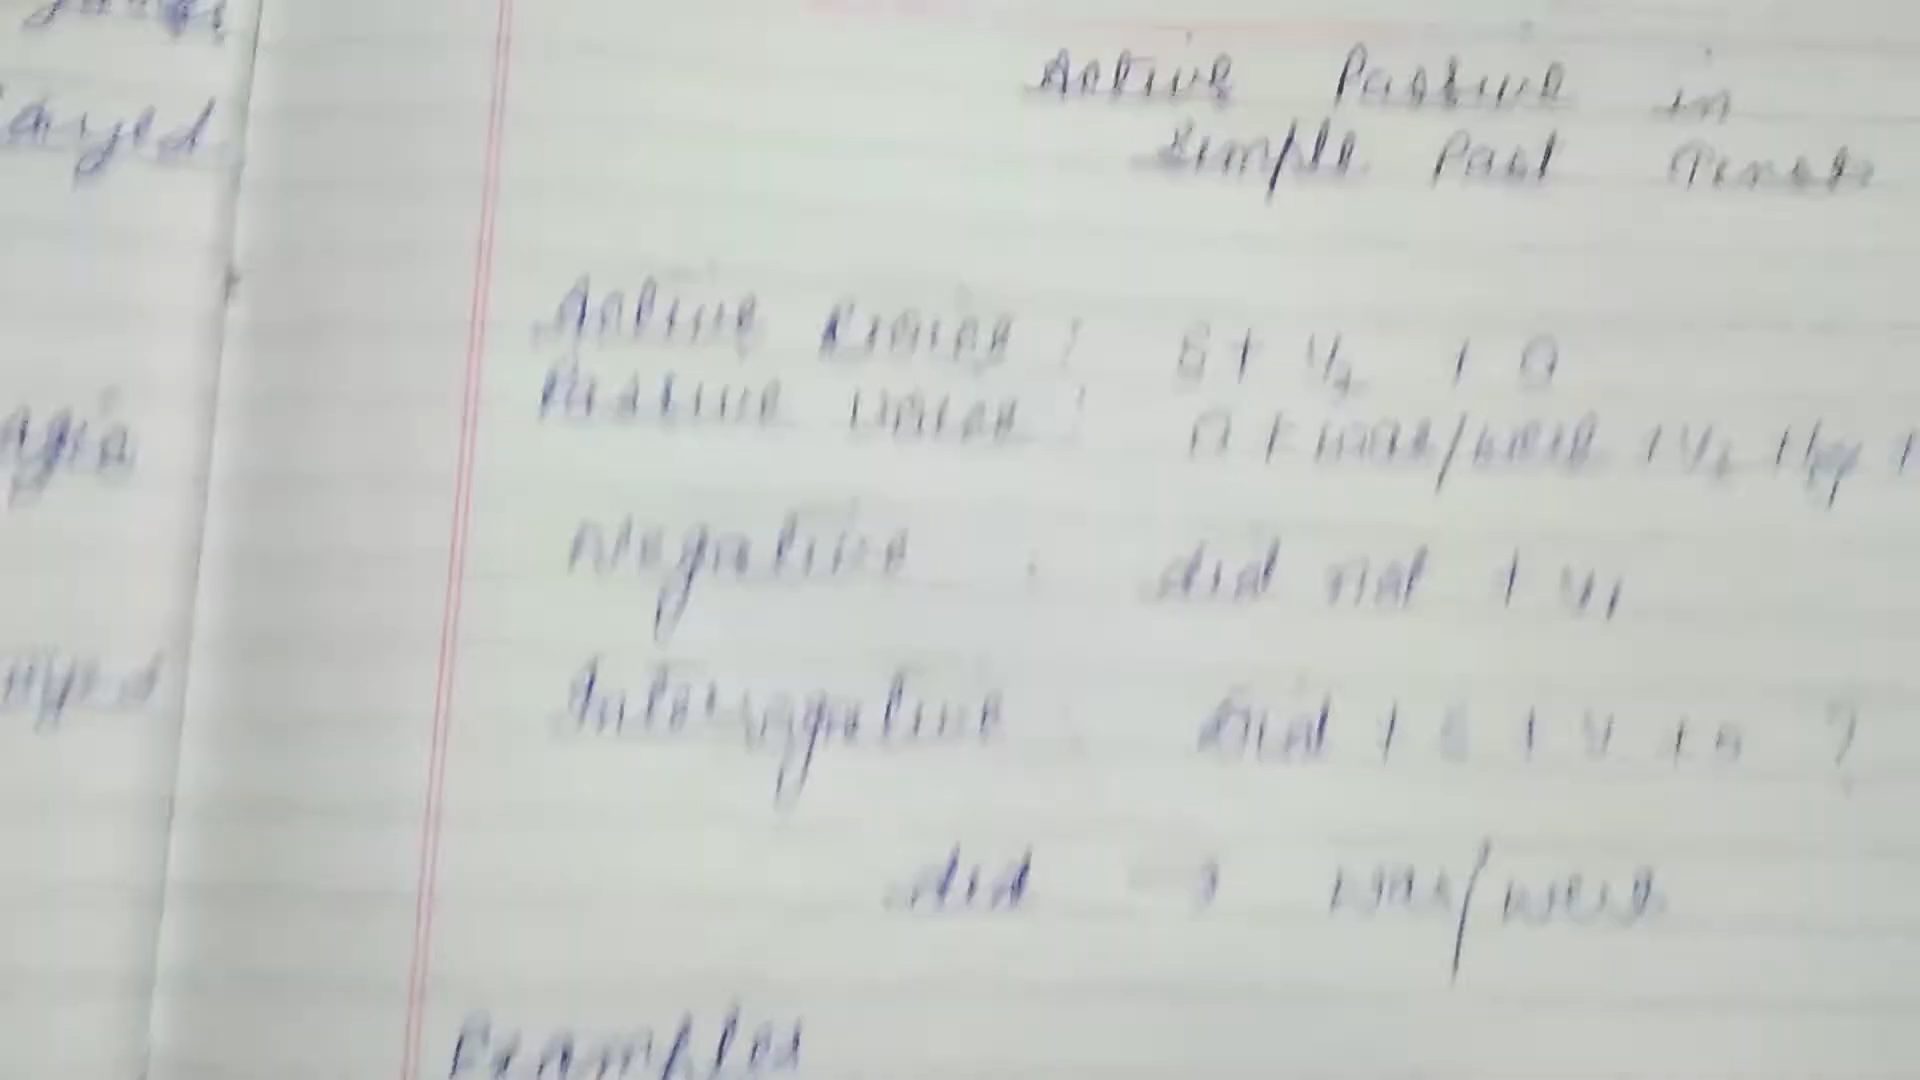 Active Passive in
Simple Past Tense
Active Voice : S + V2 + O
Passive Voice : O + was/were + V3 + by +
Negative : did not + V1
Interrogative : Did + S + V + O ?
did → was/were
Examples